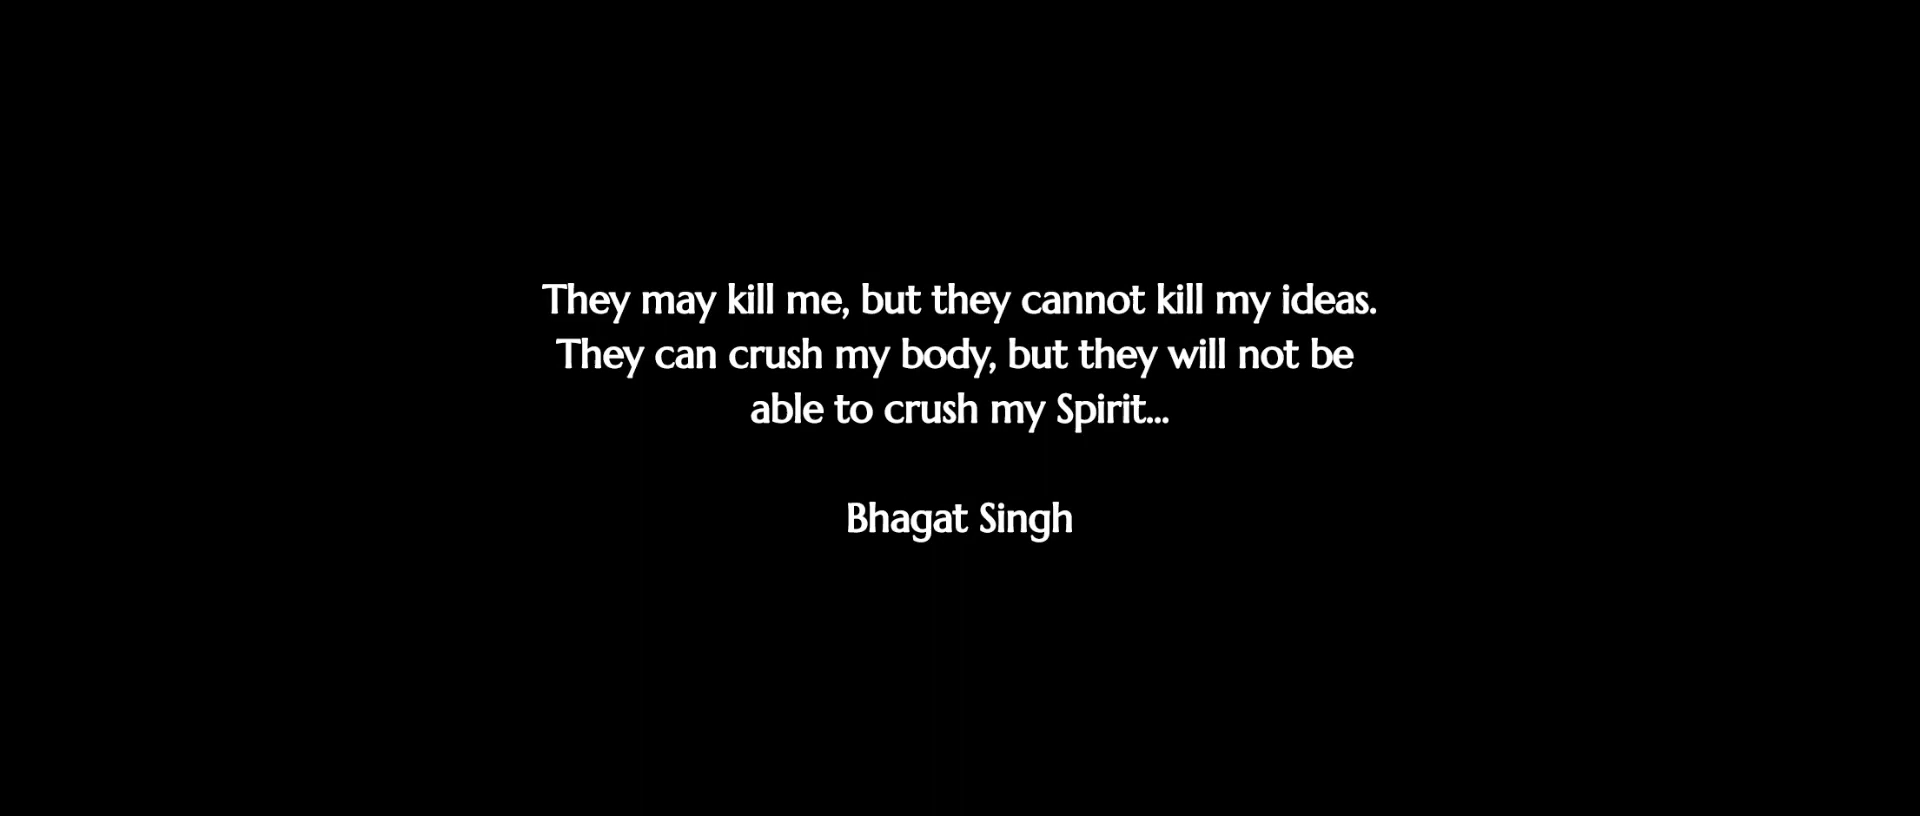 They may kill me, but they cannot kill my ideas.
They can crush my body, but they will not be
able to crush my Spirit...
Bhagat Singh